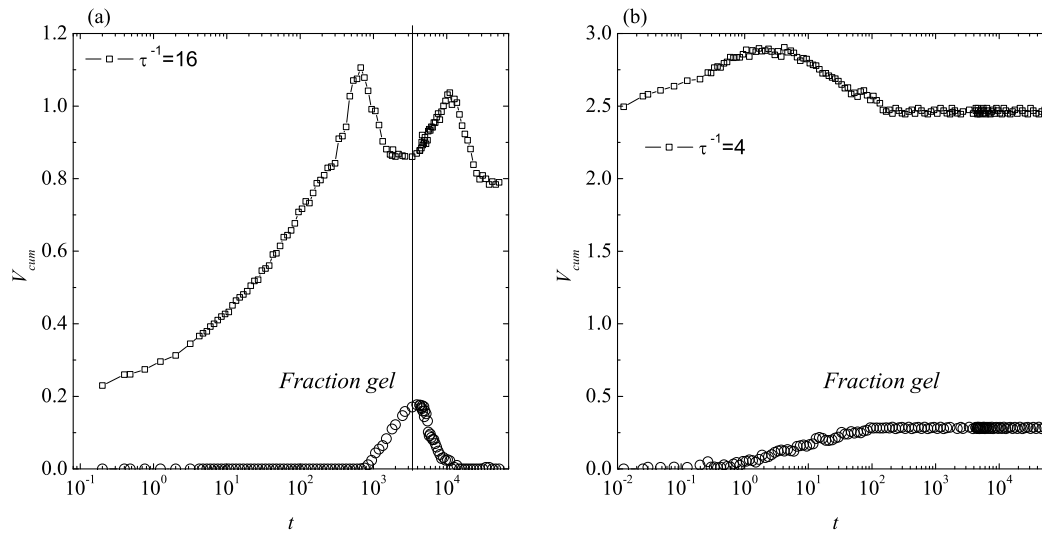 (a)
(b)
1.2
1.0
0.8
0.6
0.4
0.2
0.0
V_cum
τ⁻¹=16
Fraction gel
10⁻¹ 10⁰ 10¹ 10² 10³ 10⁴
t
3.0
2.5
2.0
1.5
1.0
0.5
0.0
V_cum
τ⁻¹=4
Fraction gel
10⁻² 10⁻¹ 10⁰ 10¹ 10² 10³ 10⁴
t